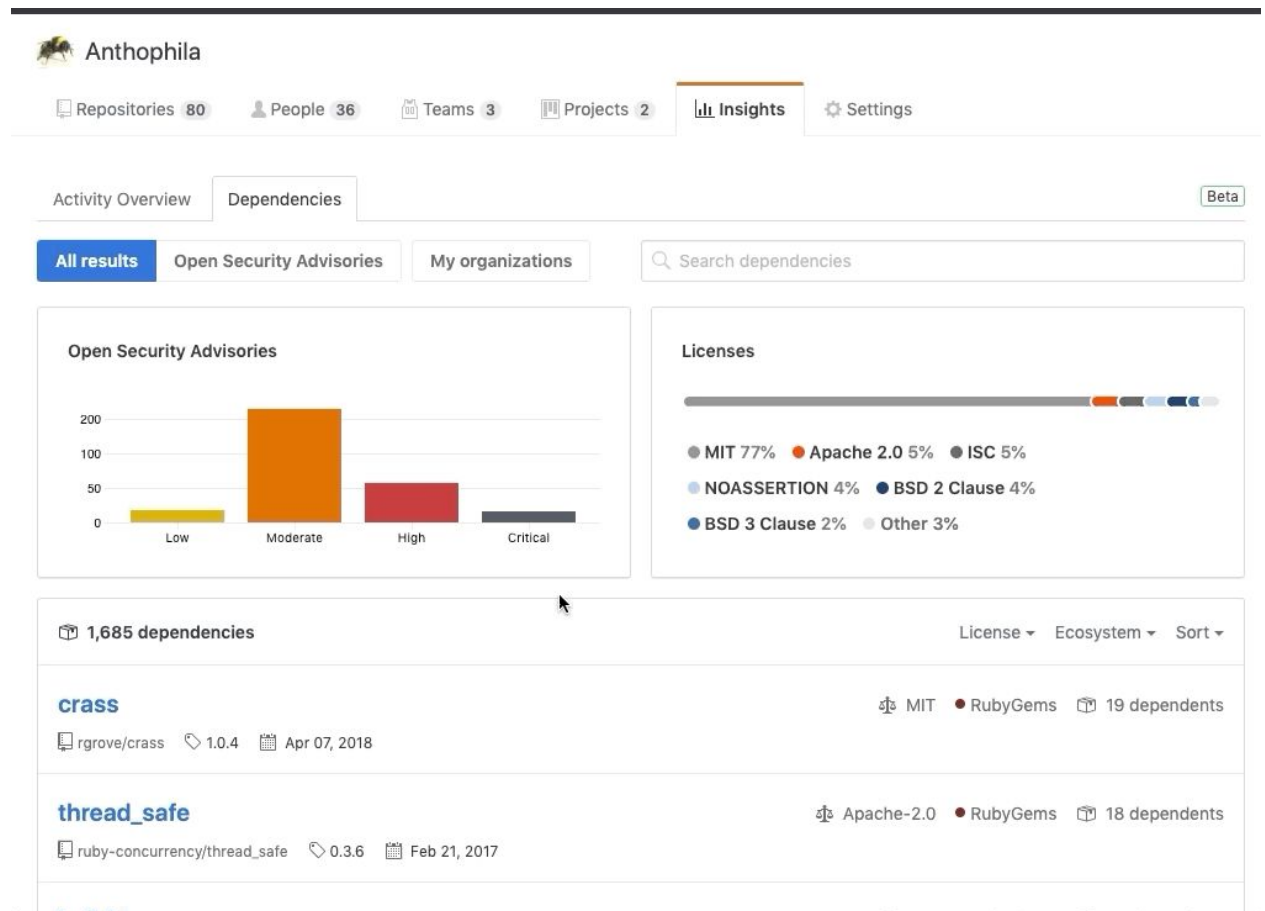 Anthophila
Repositories 80 People 36 Teams 3 Projects 2 Insights Settings
Activity Overview Dependencies Beta
All results Open Security Advisories My organizations Search dependencies
Open Security Advisories
200
100
50
0
Low Moderate High Critical
Licenses
MIT 77% Apache 2.0 5% ISC 5%
NOASSERTION 4% BSD 2 Clause 4%
BSD 3 Clause 2% Other 3%
1,685 dependencies License Ecosystem Sort
crass MIT RubyGems 19 dependents
rgrove/crass 1.0.4 Apr 07, 2018
thread_safe Apache-2.0 RubyGems 18 dependents
ruby-concurrency/thread_safe 0.3.6 Feb 21, 2017